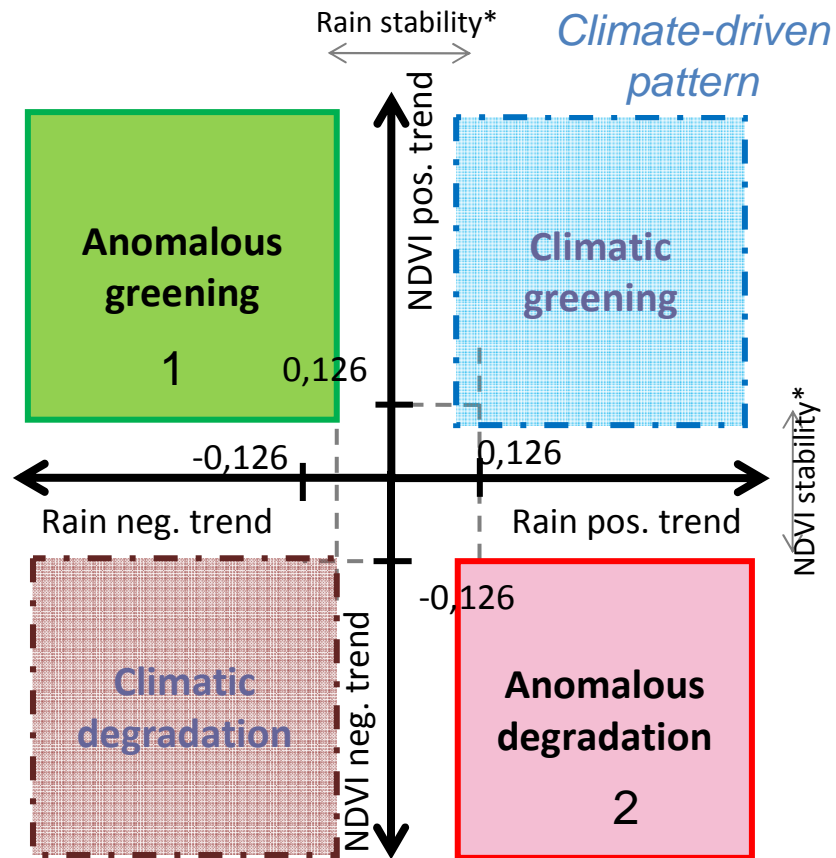 Rain stability*
Climate-driven
pattern
NDVI pos. trend
Anomalous
greening
1
Climatic
greening
0,126
NDVI stability*
-0,126
0,126
Rain neg. trend
Rain pos. trend
-0,126
NDVI neg. trend
Climatic
degradation
Anomalous
degradation
2